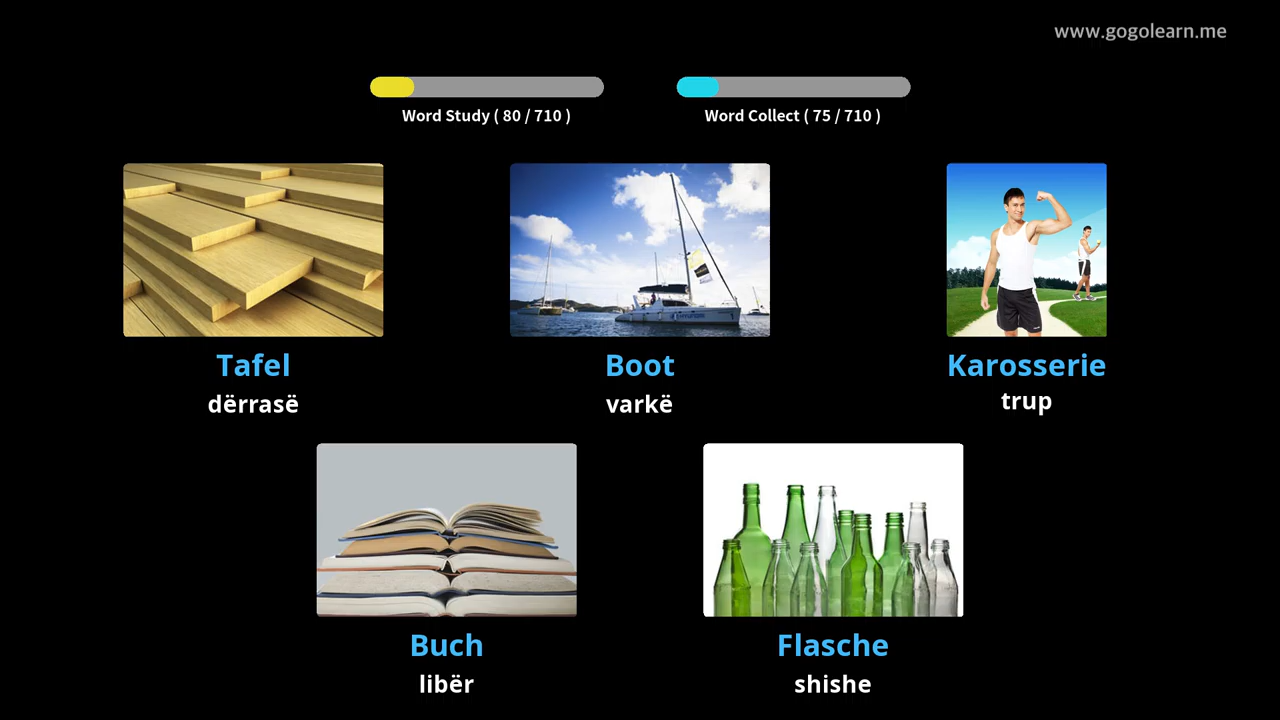 www.gogolearn.me
Word Study ( 80 / 710 )
Word Collect ( 75 / 710 )
Tafel
dërrasë
Boot
varkë
Karosserie
trup
Buch
libër
Flasche
shishe